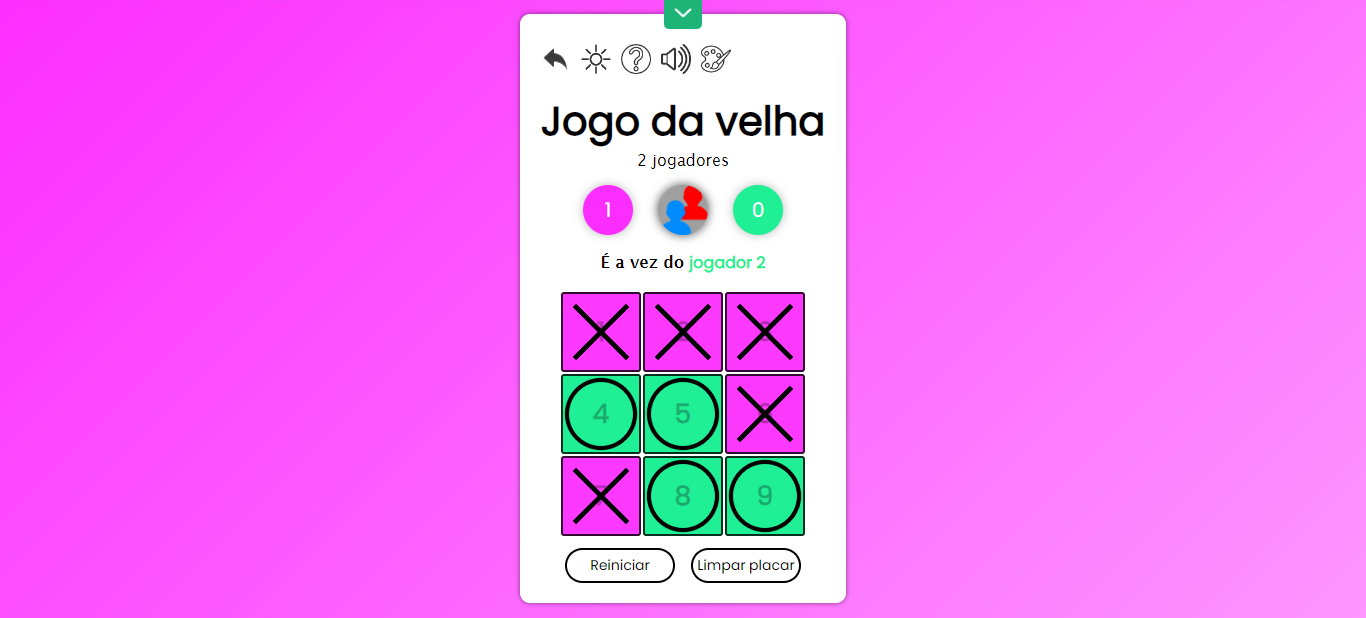 Jogo da velha
2 jogadores
1 0
É a vez do jogador 2
4 5
8 9
Reiniciar Limpar placar